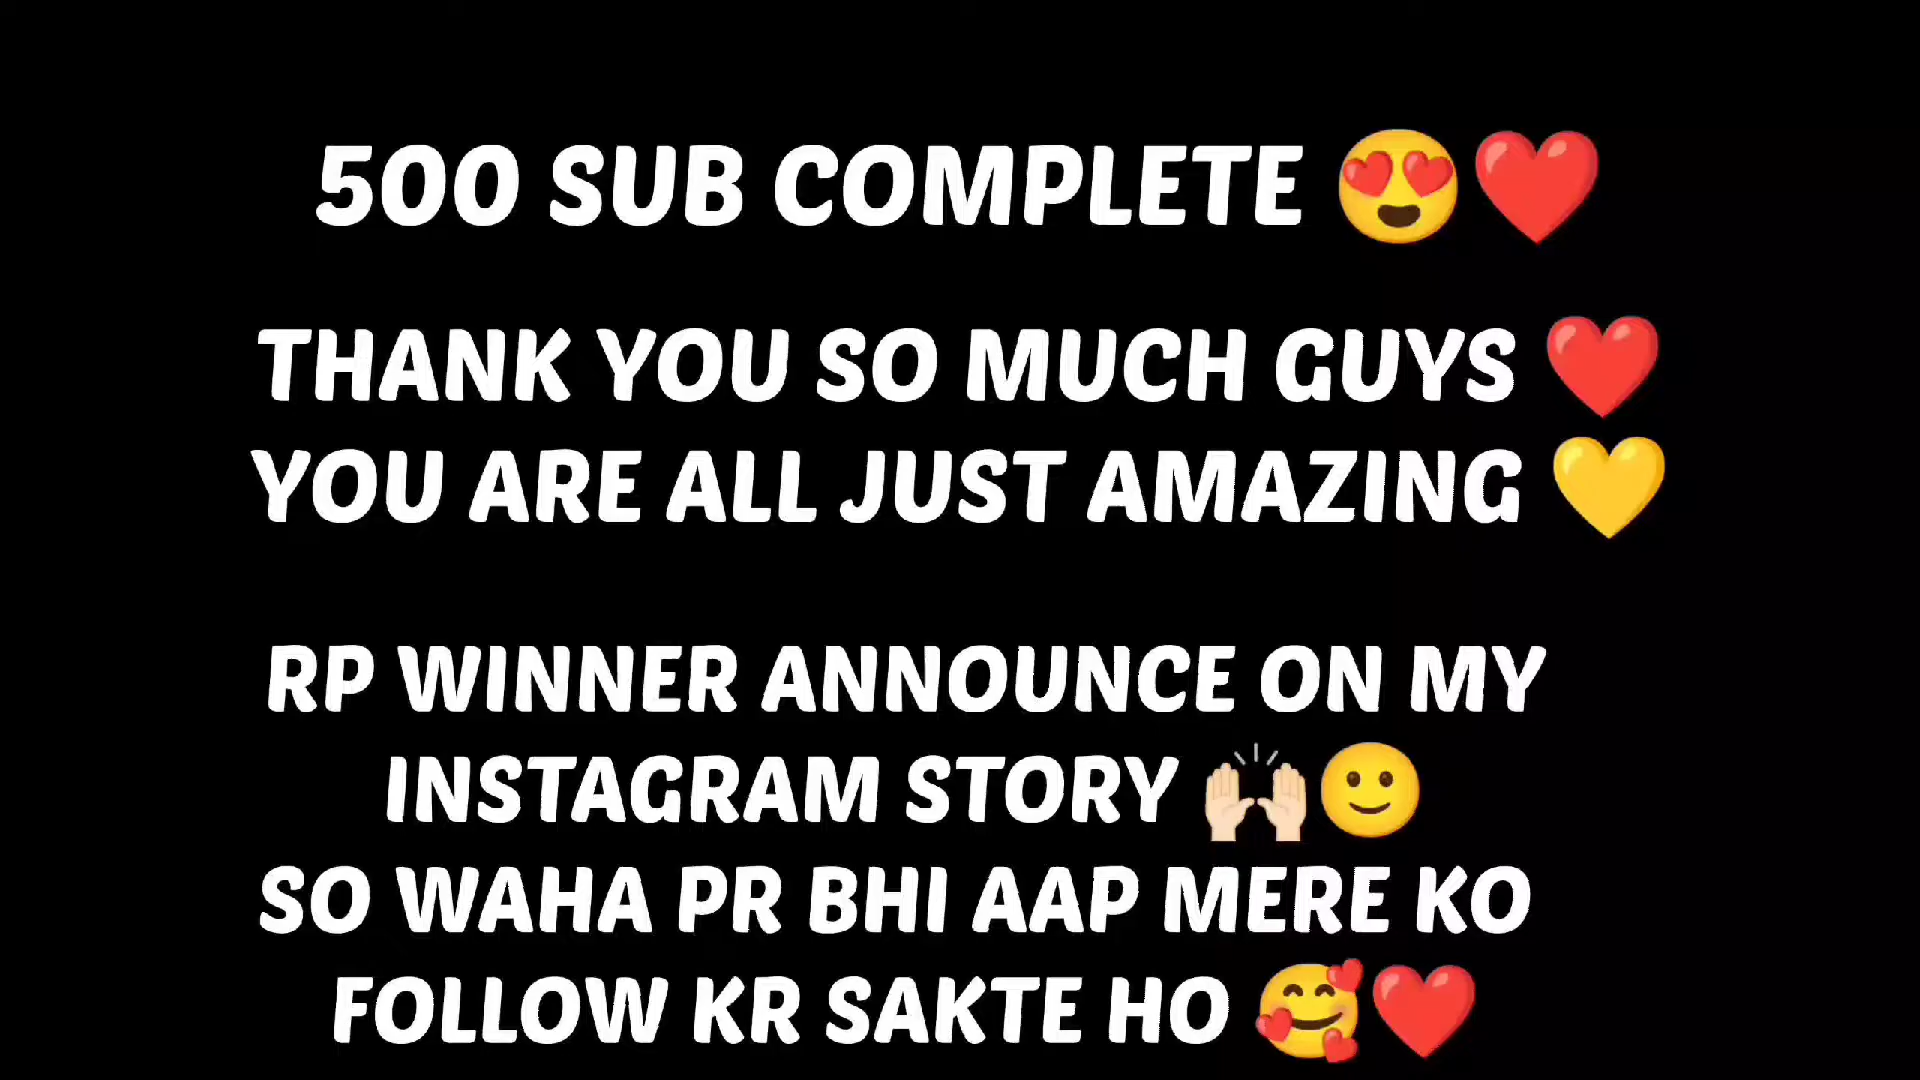 500 SUB COMPLETE 😍❤️
THANK YOU SO MUCH GUYS ❤️
YOU ARE ALL JUST AMAZING 💛
RP WINNER ANNOUNCE ON MY
INSTAGRAM STORY 🙌🏻🙂
SO WAHA PR BHI AAP MERE KO
FOLLOW KR SAKTE HO 🥰❤️